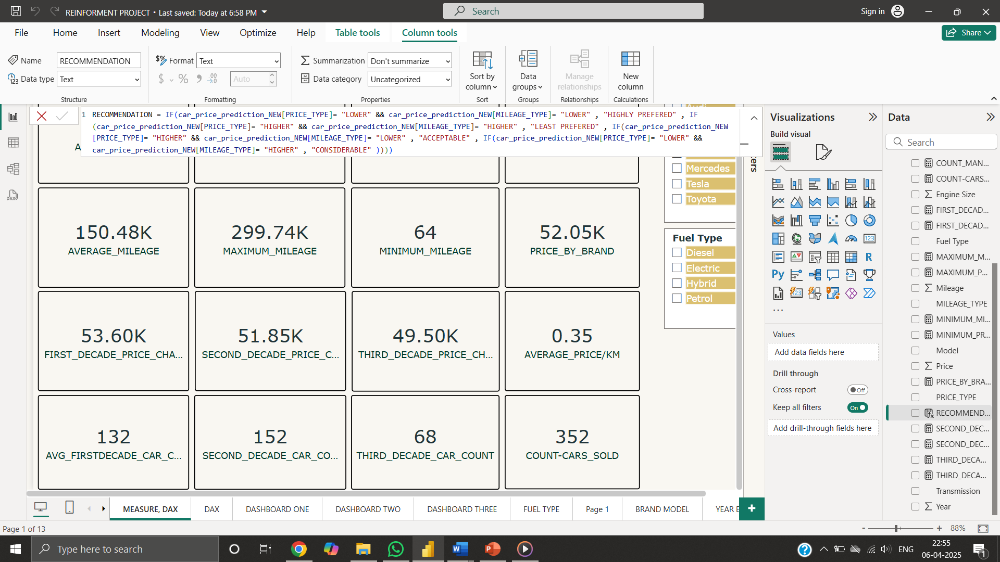 REINFORMENT PROJECT • Last saved: Today at 6:58 PM
Search
Sign in
File
Home
Insert
Modeling
View
Optimize
Help
Table tools
Column tools
Share
Name
RECOMMENDATION
Data type
Text
Structure
Format
Text
Auto
Formatting
Summarization
Don't summarize
Data category
Uncategorized
Properties
Sort by
column
Sort
Data
groups
Groups
Manage
relationships
Relationships
New
column
Calculations
1 RECOMMENDATION = IF(car_price_prediction_NEW[PRICE_TYPE]= "LOWER" && car_price_prediction_NEW[MILEAGE_TYPE]= "LOWER" , "HIGHLY PREFERED" , IF
(car_price_prediction_NEW[PRICE_TYPE]= "HIGHER" && car_price_prediction_NEW[MILEAGE_TYPE]= "HIGHER" , "LEAST PREFERED" , IF(car_price_prediction_NEW
[PRICE_TYPE]= "HIGHER" && car_price_prediction_NEW[MILEAGE_TYPE]= "LOWER" , "ACCEPTABLE" , IF(car_price_prediction_NEW[PRICE_TYPE]= "LOWER" &&
car_price_prediction_NEW[MILEAGE_TYPE]= "HIGHER" , "CONSIDERABLE" ))))
150.48K
AVERAGE_MILEAGE
299.74K
MAXIMUM_MILEAGE
64
MINIMUM_MILEAGE
52.05K
PRICE_BY_BRAND
53.60K
FIRST_DECADE_PRICE_CHA...
51.85K
SECOND_DECADE_PRICE_C...
49.50K
THIRD_DECADE_PRICE_CH...
0.35
AVERAGE_PRICE/KM
132
AVG_FIRSTDECADE_CAR_C...
152
SECOND_DECADE_CAR_CO...
68
THIRD_DECADE_CAR_COUNT
352
COUNT-CARS_SOLD
Mercedes
Tesla
Toyota
Fuel Type
Diesel
Electric
Hybrid
Petrol
Visualizations
Build visual
Values
Add data fields here
Drill through
Cross-report
Off
Keep all filters
On
Add drill-through fields here
Data
Search
COUNT_MAN...
COUNT-CARS...
Engine Size
FIRST_DECAD...
FIRST_DECAD...
Fuel Type
MAXIMUM_M...
MAXIMUM_P...
Mileage
MILEAGE_TYPE
MINIMUM_MI...
MINIMUM_PR...
Model
Price
PRICE_BY_BRA...
PRICE_TYPE
RECOMMEND...
SECOND_DEC...
SECOND_DEC...
THIRD_DECA...
THIRD_DECA...
Transmission
Year
MEASURE, DAX
DAX
DASHBOARD ONE
DASHBOARD TWO
DASHBOARD THREE
FUEL TYPE
Page 1
BRAND MODEL
YEAR
Page 1 of 13
88%
Type here to search
ENG
22:55
06-04-2025
1